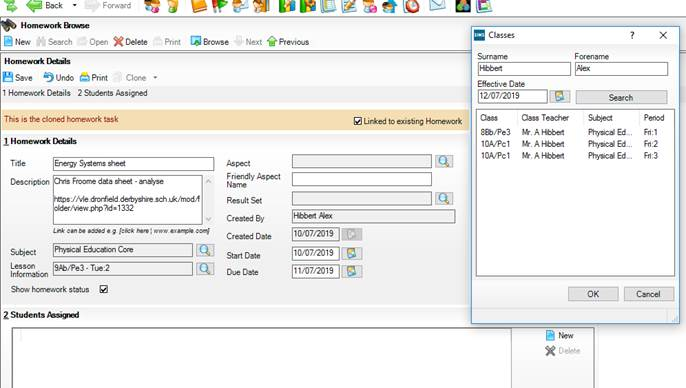 Back
Forward
Homework Browse
New Search Open Delete Print Browse Next Previous
Homework Details
Save Undo Print Clone
1 Homework Details 2 Students Assigned
This is the cloned homework task
Linked to existing Homework
1 Homework Details
Title
Energy Systems sheet
Description
Chris Froome data sheet - analyse
https://vle.dronfield.derbyshire.sch.uk/mod/f
older/view.php?id=1332
Link can be added e.g. [click here ¦ www.example.com]
Subject
Physical Education Core
Lesson
Information
9Ab/Pe3 - Tue:2
Show homework status
Aspect
Friendly Aspect
Name
Result Set
Created By
Hibbert Alex
Created Date
10/07/2019
Start Date
10/07/2019
Due Date
11/07/2019
2 Students Assigned
New
Delete
SIMS Classes
Surname Forename
Hibbert Alex
Effective Date
12/07/2019
Search
Class Class Teacher Subject Period
8Bb/Pe3 Mr. A Hibbert Physical Ed... Fri:1
10A/Pc1 Mr. A Hibbert Physical Ed... Fri:2
10A/Pc1 Mr. A Hibbert Physical Ed... Fri:3
OK Cancel